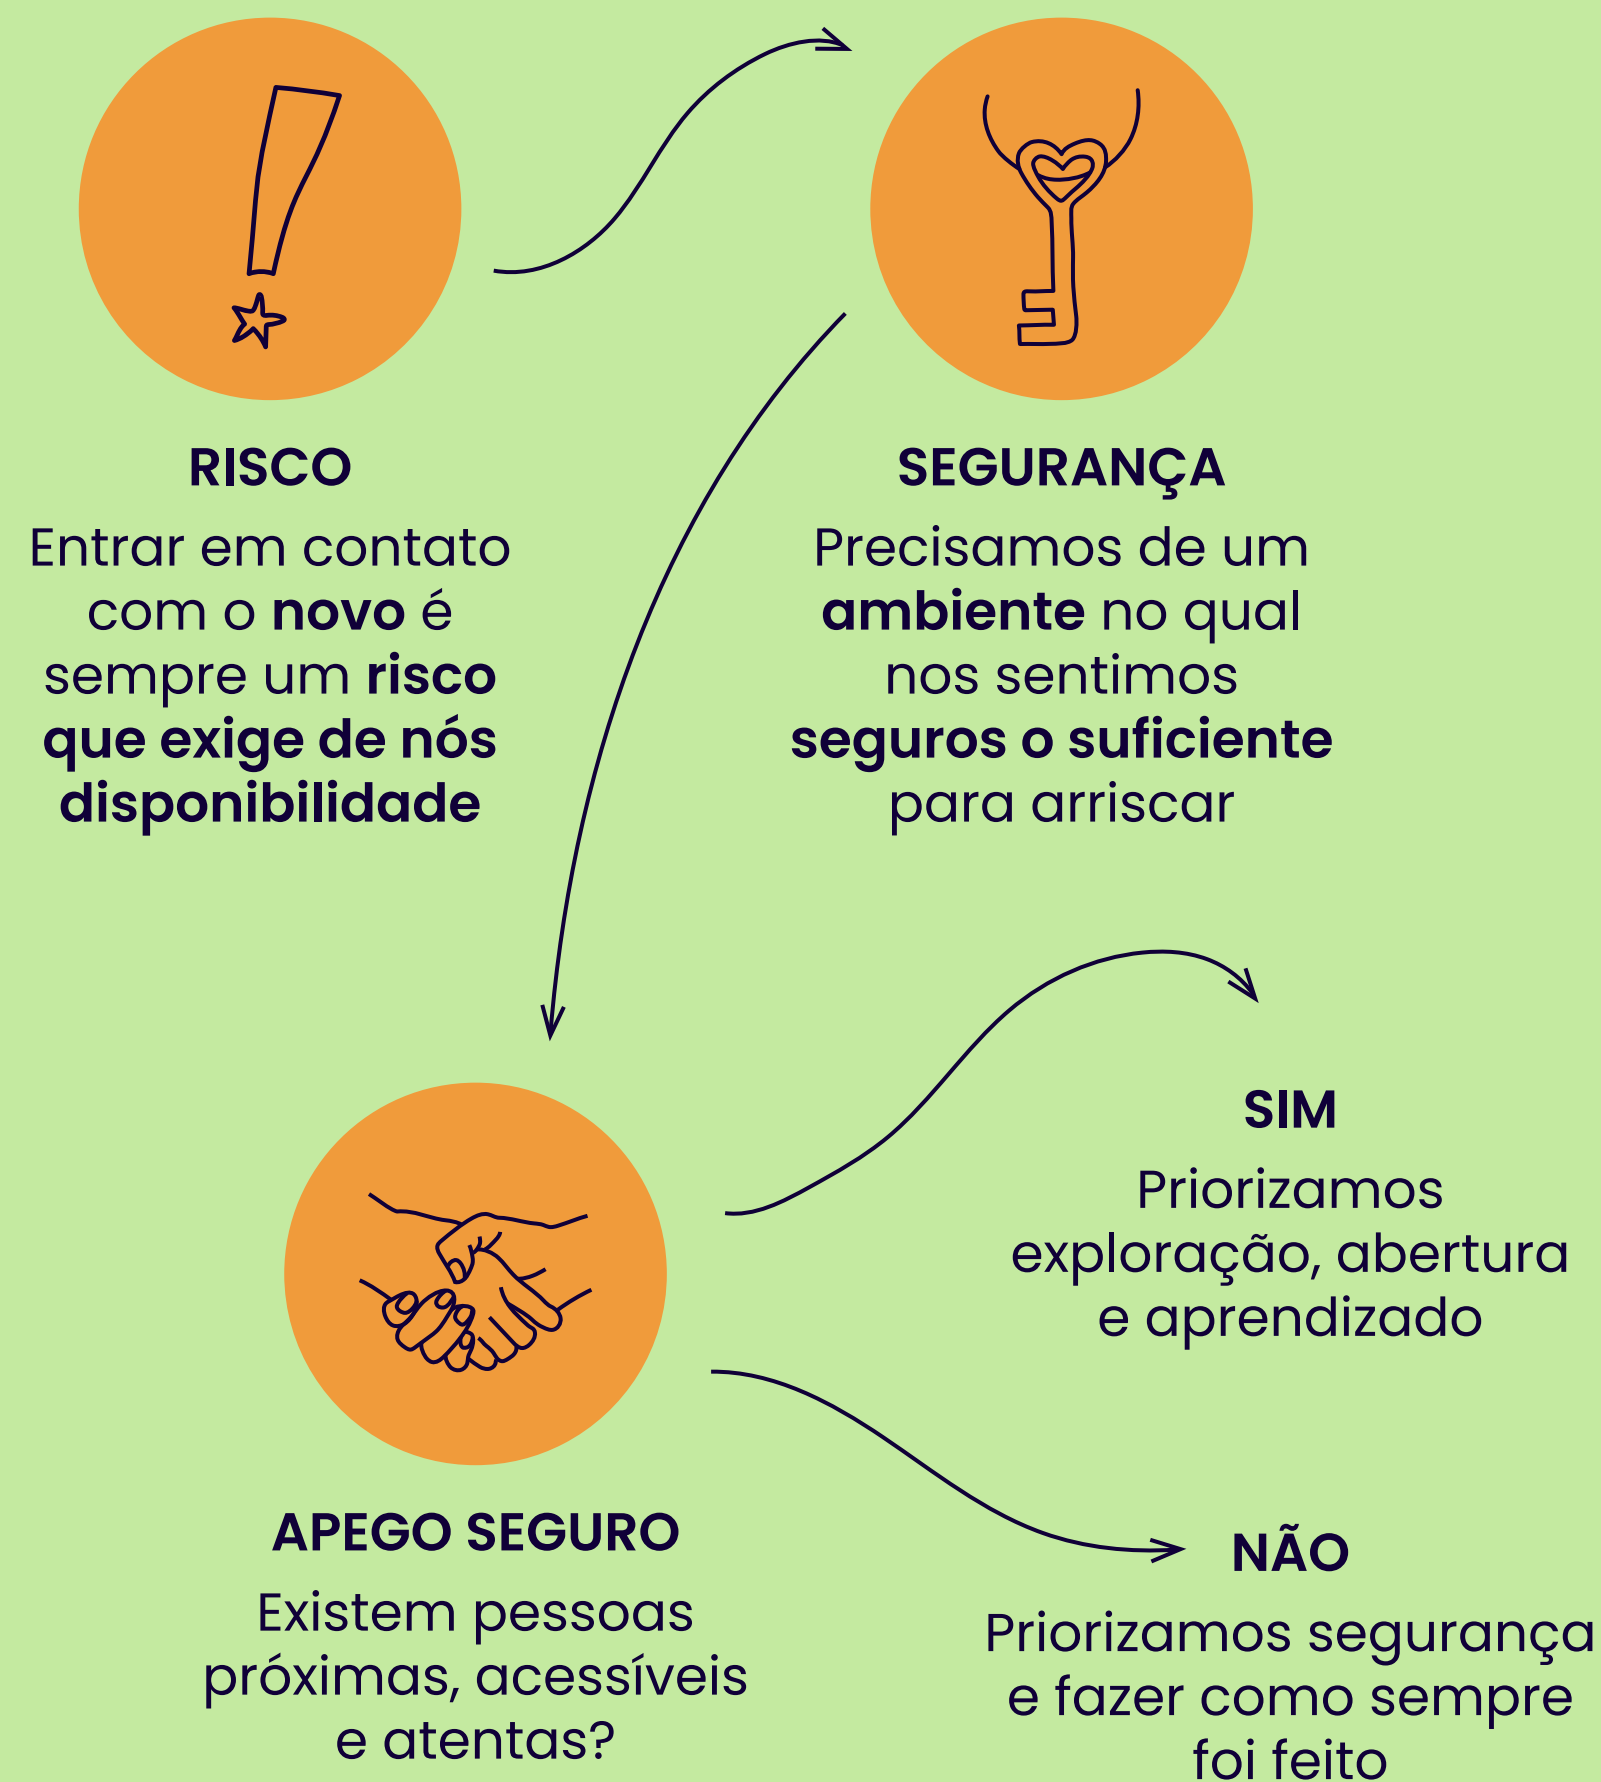 RISCO
Entrar em contato
com o novo é
sempre um risco
que exige de nós
disponibilidade
SEGURANÇA
Precisamos de um
ambiente no qual
nos sentimos
seguros o suficiente
para arriscar
APEGO SEGURO
Existem pessoas
próximas, acessíveis
e atentas?
SIM
Priorizamos
exploração, abertura
e aprendizado
NÃO
Priorizamos segurança
e fazer como sempre
foi feito